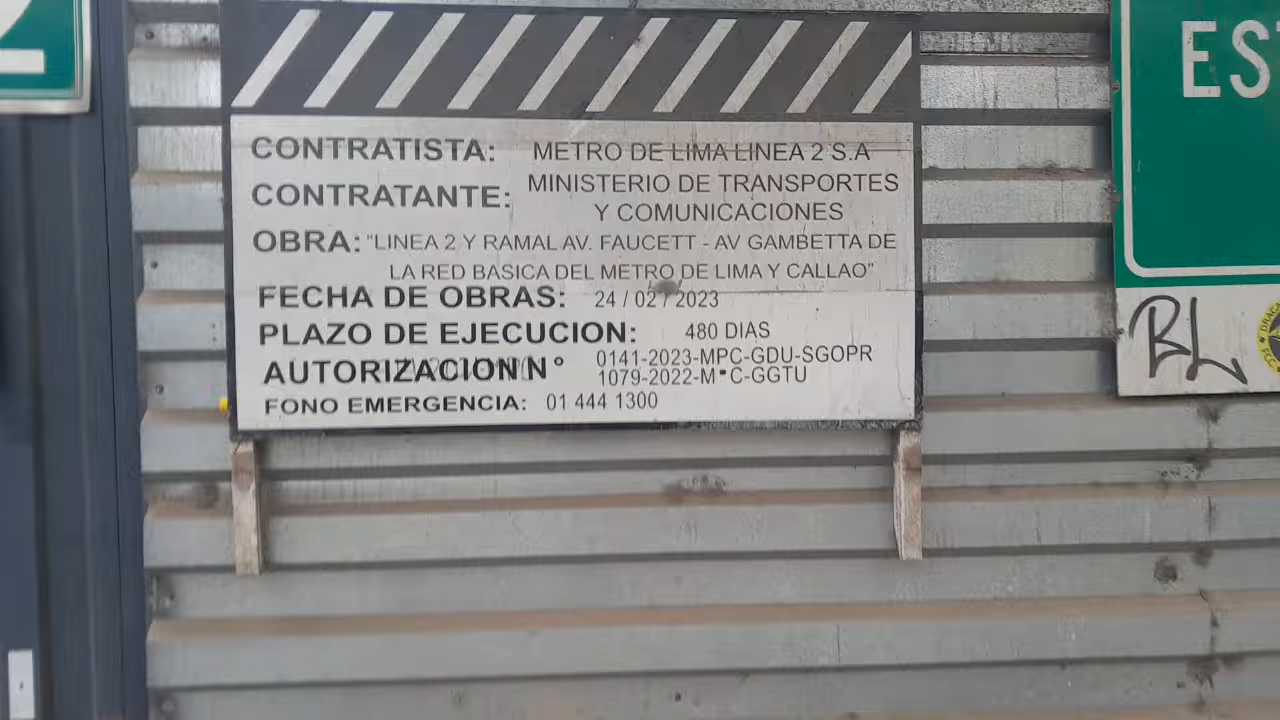 2
CONTRATISTA: METRO DE LIMA LINEA 2 S.A
CONTRATANTE: MINISTERIO DE TRANSPORTES
Y COMUNICACIONES
OBRA: "LINEA 2 Y RAMAL AV. FAUCETT - AV GAMBETTA DE
LA RED BASICA DEL METRO DE LIMA Y CALLAO"
FECHA DE OBRAS: 24 / 02 / 2023
PLAZO DE EJECUCION: 480 DIAS
AUTORIZACION N° 0141-2023-MPC-GDU-SGOPR
1079-2022-M*C-GGTU
FONO EMERGENCIA: 01 444 1300
ES
BL